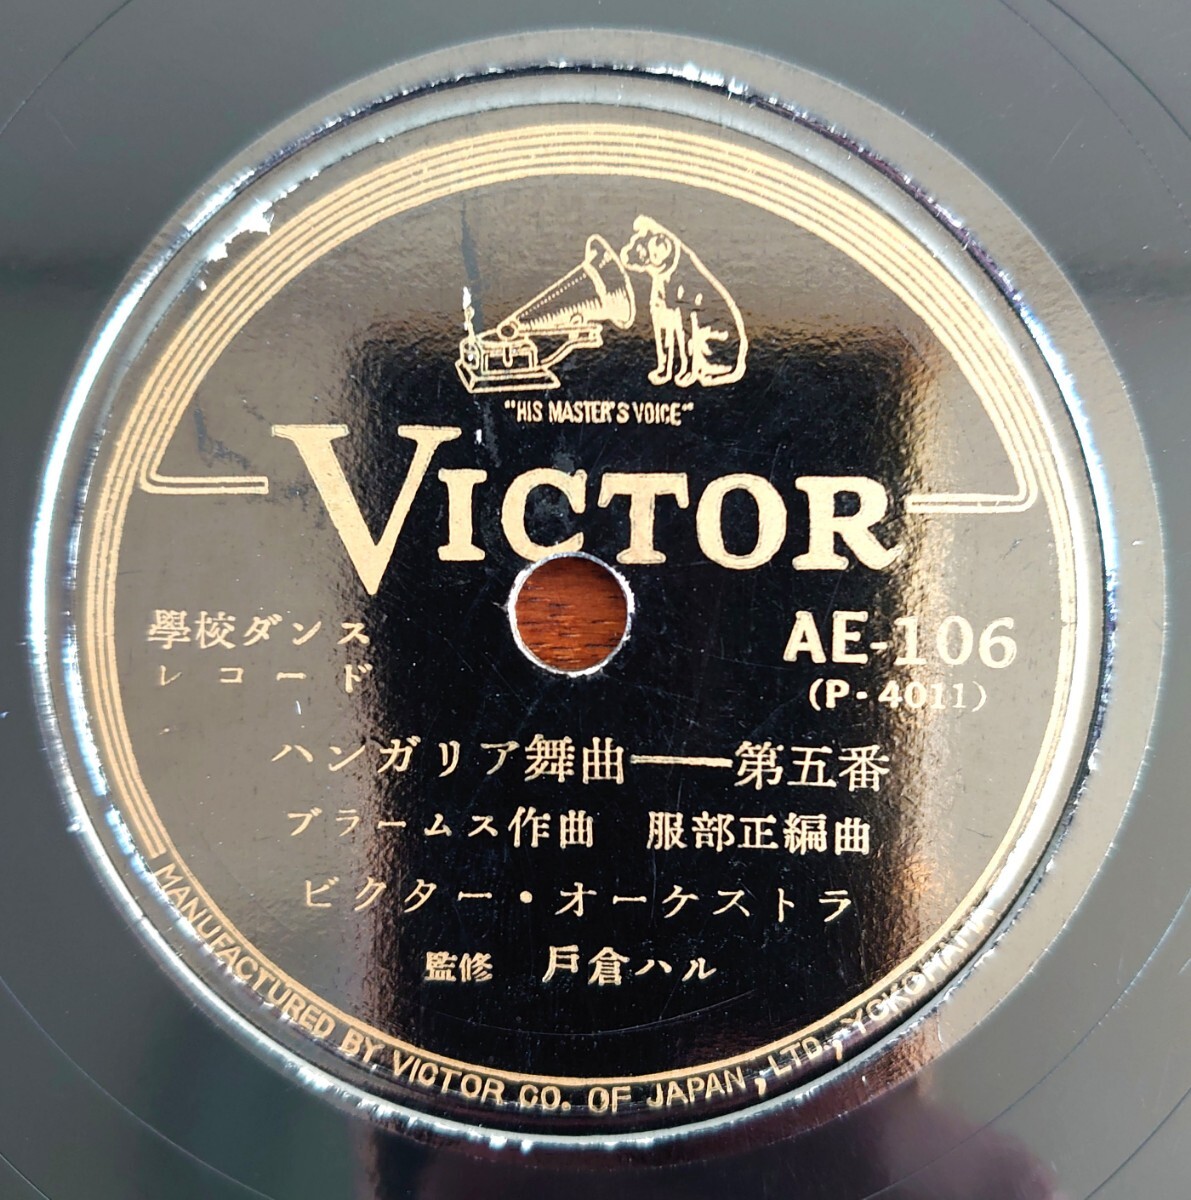 "HIS MASTER'S VOICE"
VICTOR
學校ダンス
レコード
AE-106
(P-4011)
ハンガリア舞曲――第五番
ブラームス作曲 服部正編曲
ビクター・オーケストラ
監修 戸倉ハル
MANUFACTURED BY VICTOR CO. OF JAPAN, LTD., YOKOHAMA